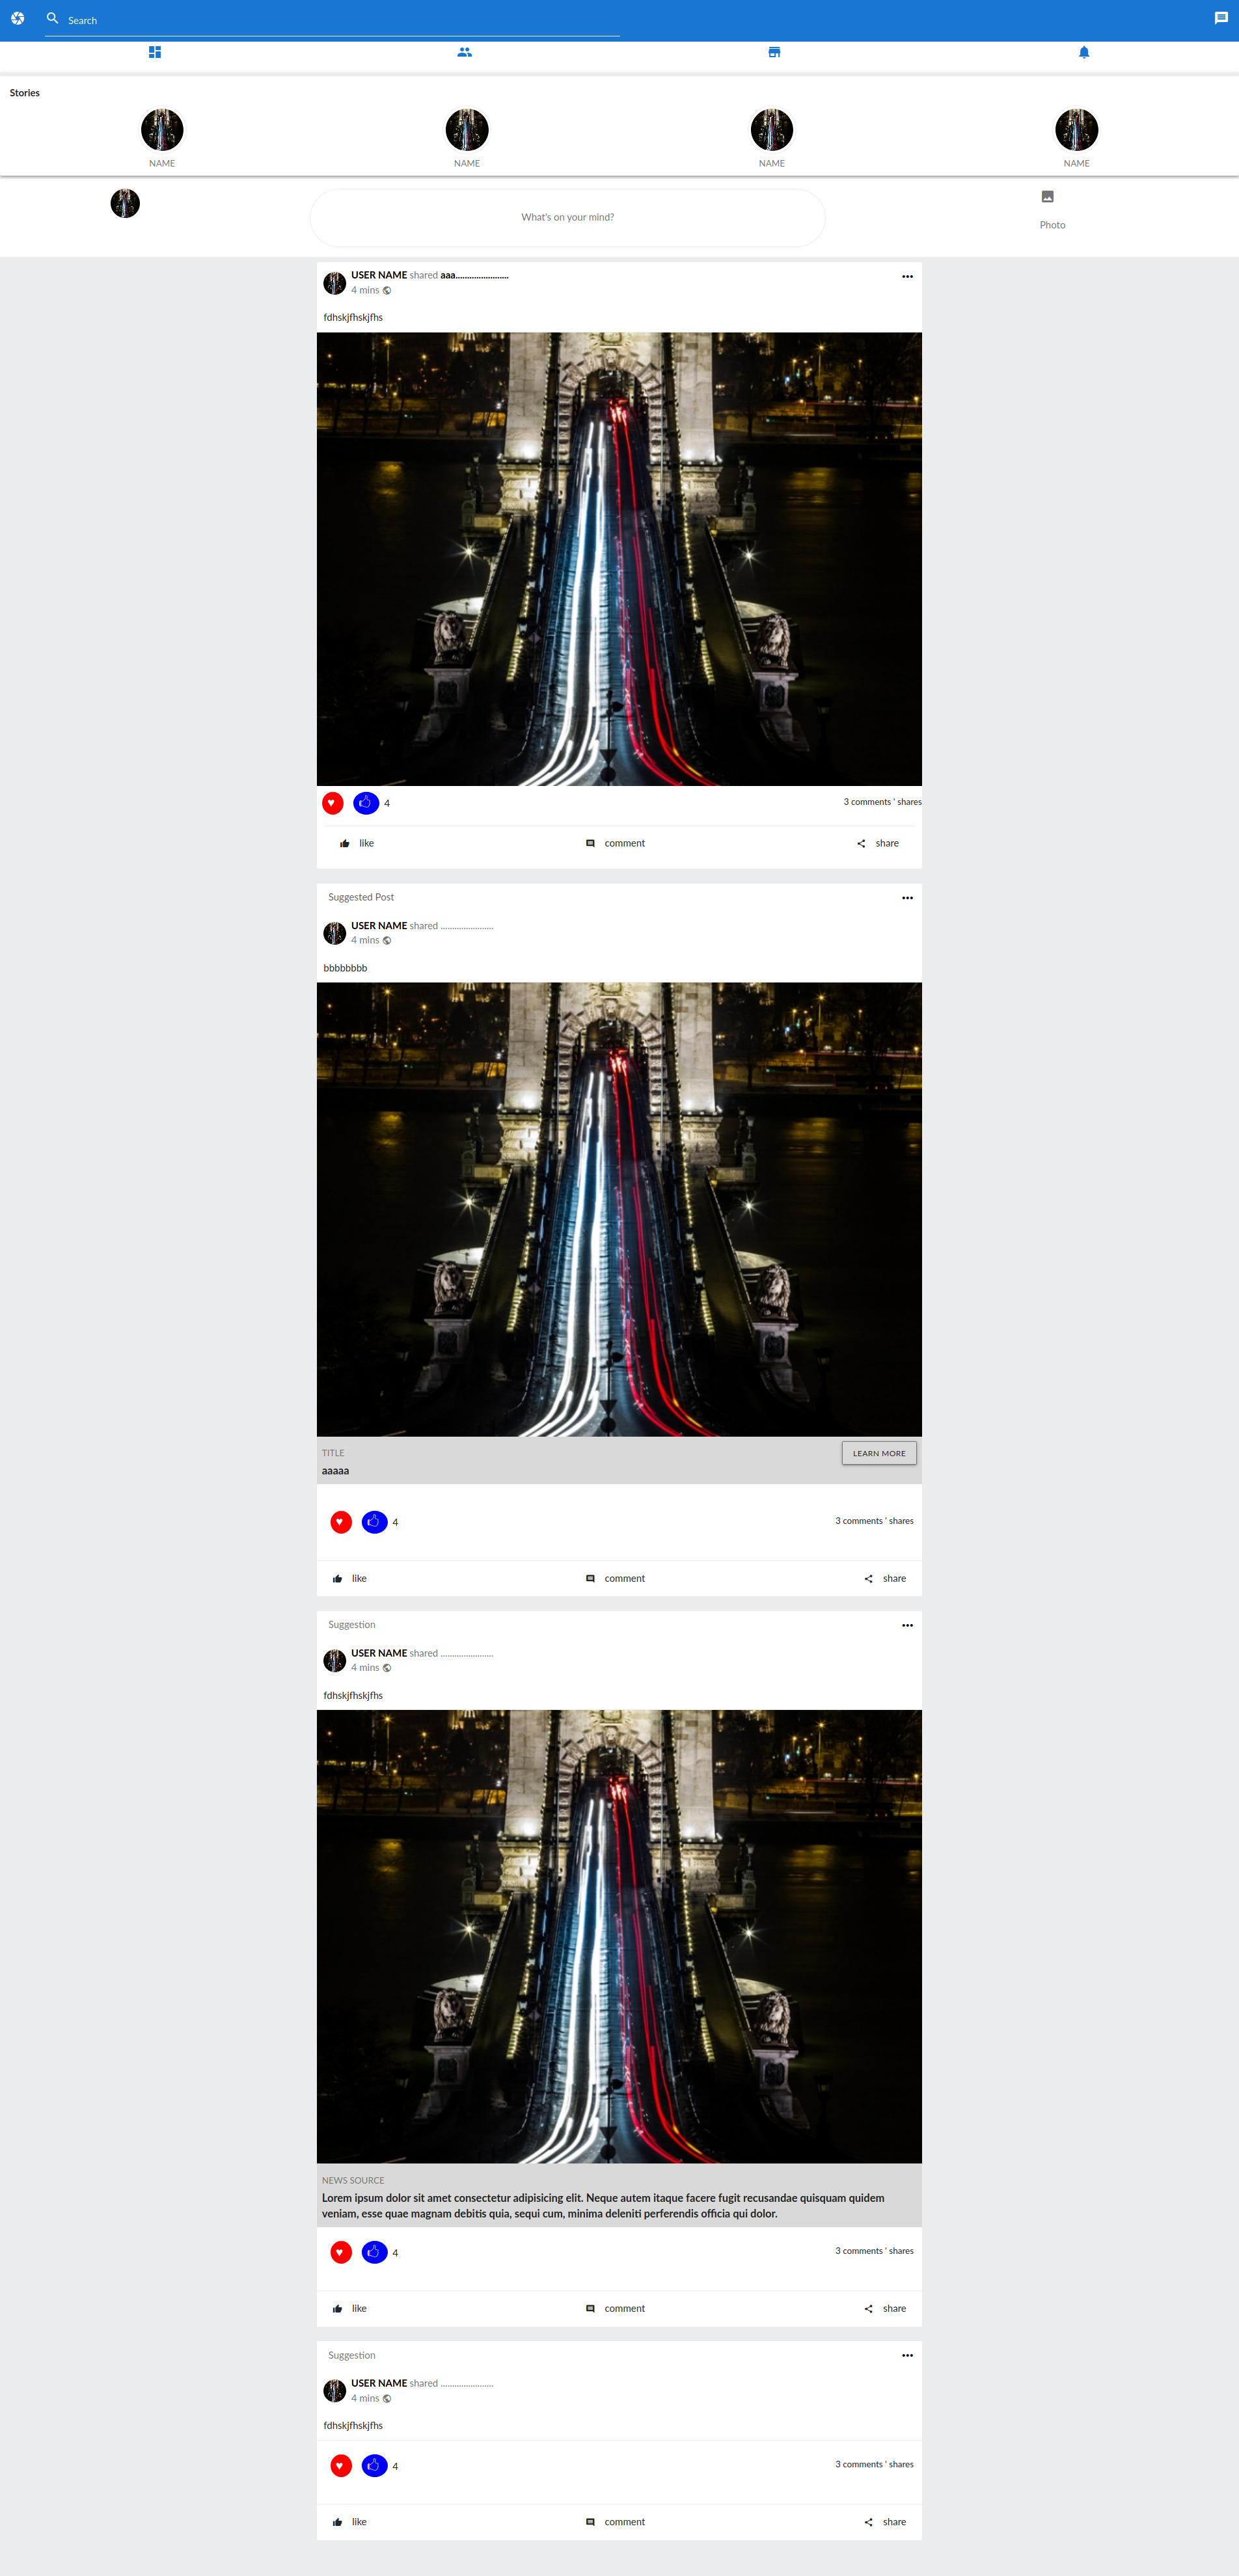 Search
Stories
NAME NAME NAME NAME
What's on your mind?
Photo
USER NAME shared aaa.......................
4 mins
fdhskjfhskjfhs
4 3 comments ' shares
like comment share
Suggested Post
USER NAME shared .......................
4 mins
bbbbbbbb
TITLE
LEARN MORE
aaaaa
4 3 comments ' shares
like comment share
Suggestion
USER NAME shared .......................
4 mins
fdhskjfhskjfhs
NEWS SOURCE
Lorem ipsum dolor sit amet consectetur adipisicing elit. Neque autem itaque facere fugit recusandae quisquam quidem
veniam, esse quae magnam debitis quia, sequi cum, minima deleniti perferendis officia qui dolor.
4 3 comments ' shares
like comment share
Suggestion
USER NAME shared .......................
4 mins
fdhskjfhskjfhs
4 3 comments ' shares
like comment share